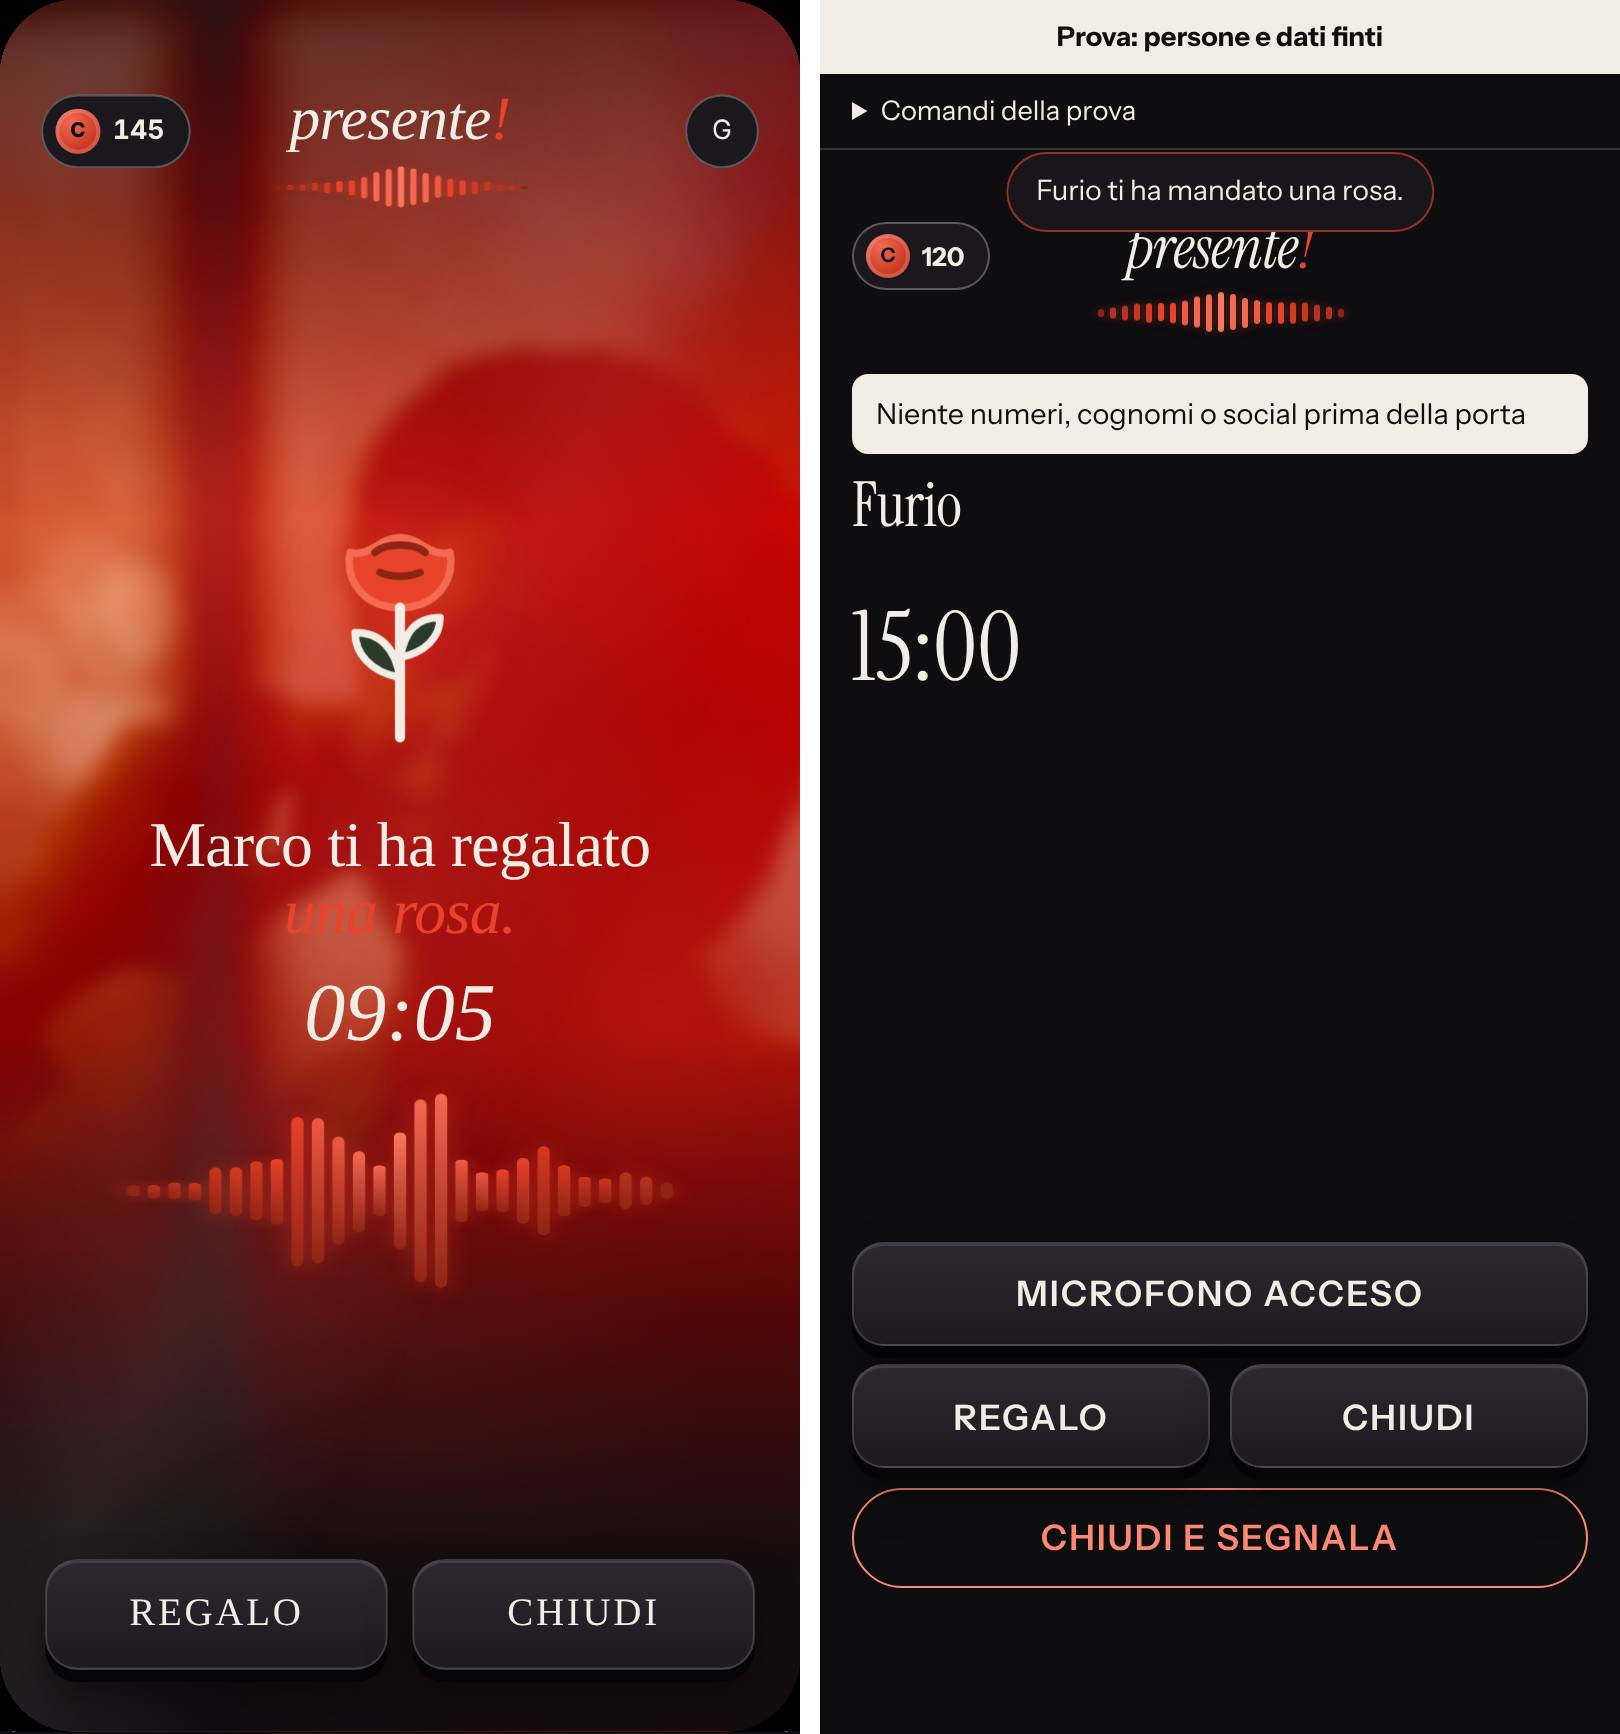 C 145
presente!
G
Marco ti ha regalato
una rosa.
09:05
REGALO
CHIUDI
Prova: persone e dati finti
Comandi della prova
Furio ti ha mandato una rosa.
C 120
presente!
Niente numeri, cognomi o social prima della porta
Furio
15:00
MICROFONO ACCESO
REGALO
CHIUDI
CHIUDI E SEGNALA